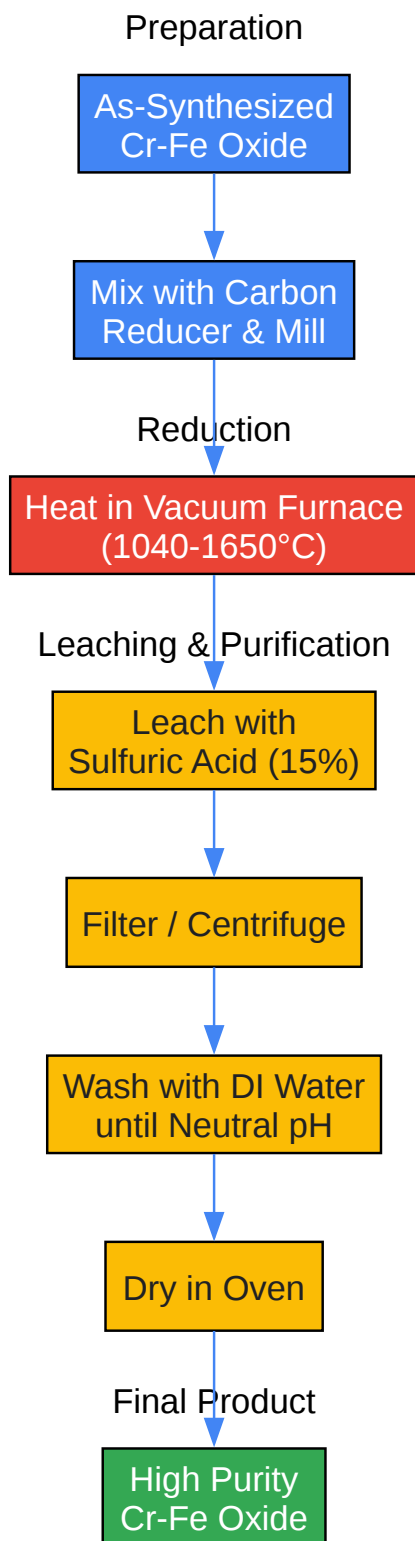 Preparation
As-Synthesized
Cr-Fe Oxide
Mix with Carbon
Reducer & Mill
Reduction
Heat in Vacuum Furnace
(1040-1650°C)
Leaching & Purification
Leach with
Sulfuric Acid (15%)
Filter / Centrifuge
Wash with DI Water
until Neutral pH
Dry in Oven
Final Product
High Purity
Cr-Fe Oxide